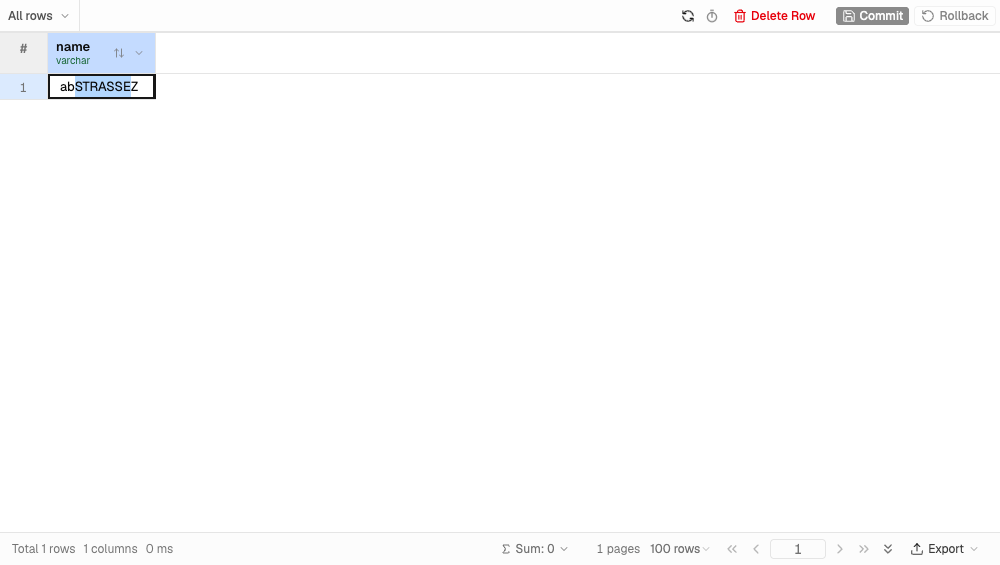 All rows Delete Row Commit Rollback
# name
varchar
1 abSTRASSEZ
Total 1 rows 1 columns 0 ms Σ Sum: 0 1 pages 100 rows 1 Export